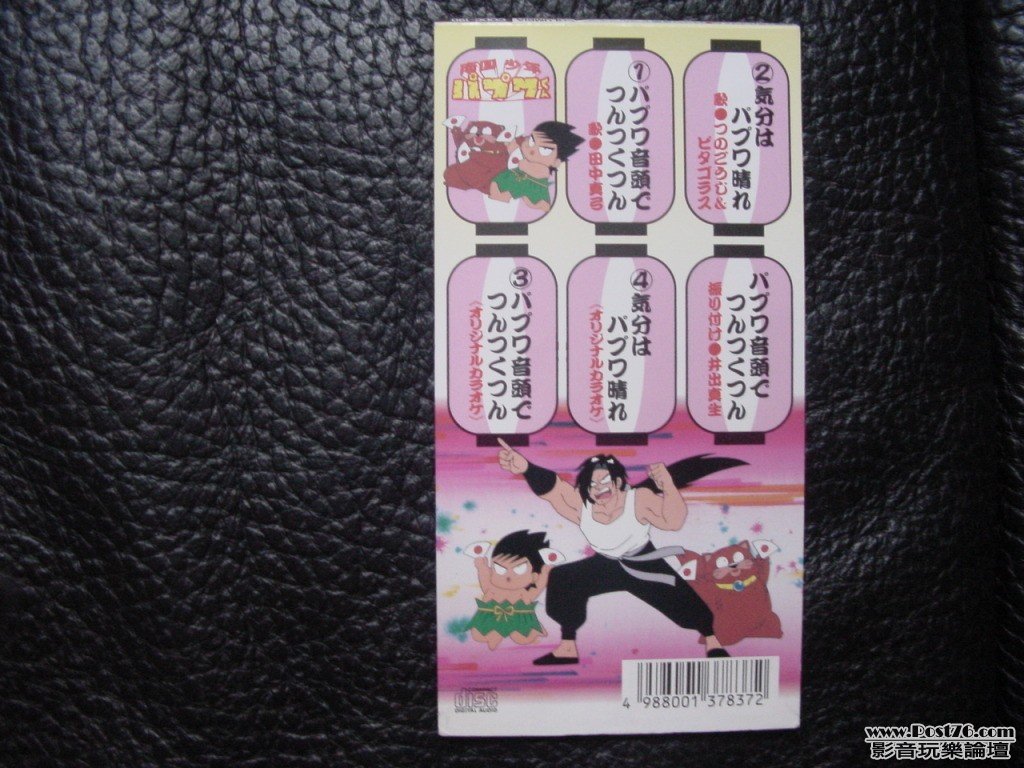 南国少年
パプワくん
①パプワ音頭で
つんつくつん
歌●田中真弓
②気分は
パプワ晴れ
歌●つのごうじ&
ピタゴラス
③パプワ音頭で
つんつくつん
(オリジナルカラオケ)
④気分は
パプワ晴れ
(オリジナルカラオケ)
パプワ音頭で
つんつくつん
振り付け●井出真生
disc
DIGITAL AUDIO
4 988001 378372
www.Post76.com
影音玩樂論壇